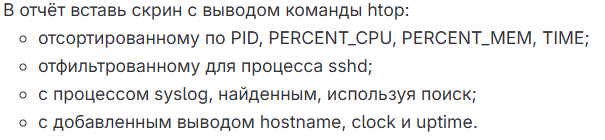 В отчёт вставь скрин с выводом команды htop:
○ отсортированному по PID, PERCENT_CPU, PERCENT_MEM, TIME;
○ отфильтрованному для процесса sshd;
○ с процессом syslog, найденным, используя поиск;
○ с добавленным выводом hostname, clock и uptime.